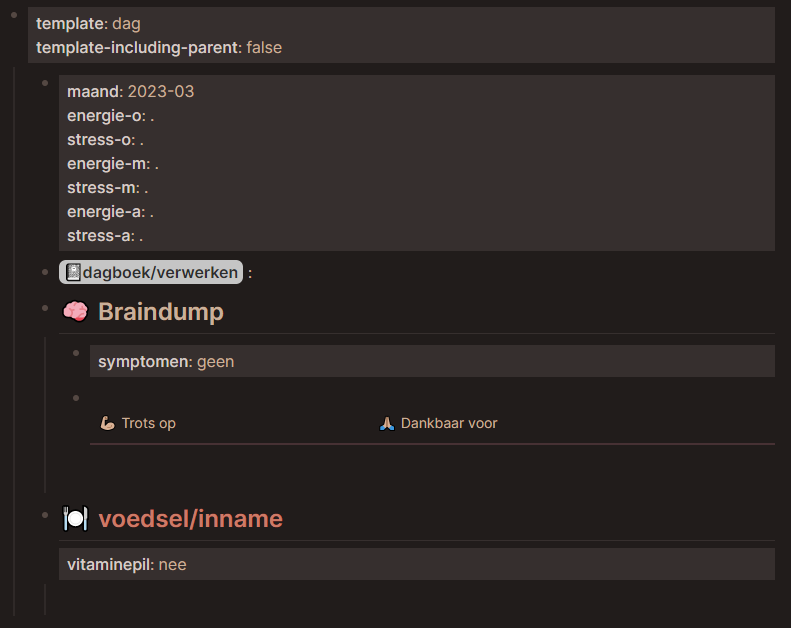 template: dag
template-including-parent: false
maand: 2023-03
energie-o: .
stress-o: .
energie-m: .
stress-m: .
energie-a: .
stress-a: .
dagboek/verwerken :
🧠 Braindump
symptomen: geen
💪🏽 Trots op 🙏🏽 Dankbaar voor
🍽️ voedsel/inname
vitaminepil: nee